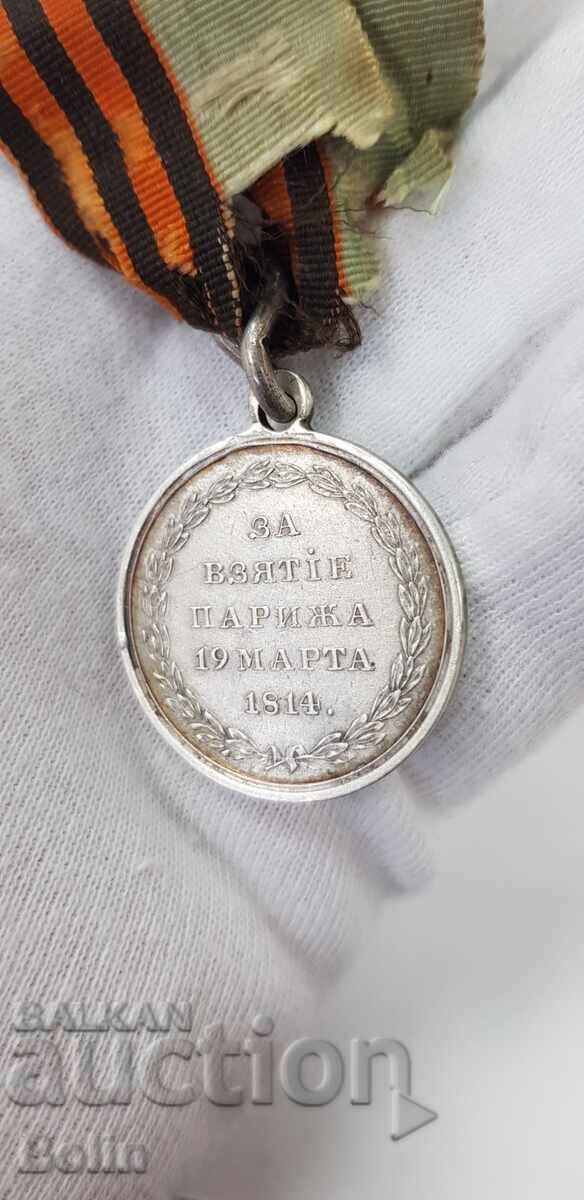 ЗА
ВЗЯТІЕ
ПАРИЖА
19 МАРТА
1814.
BALKAN
auction
Bolin